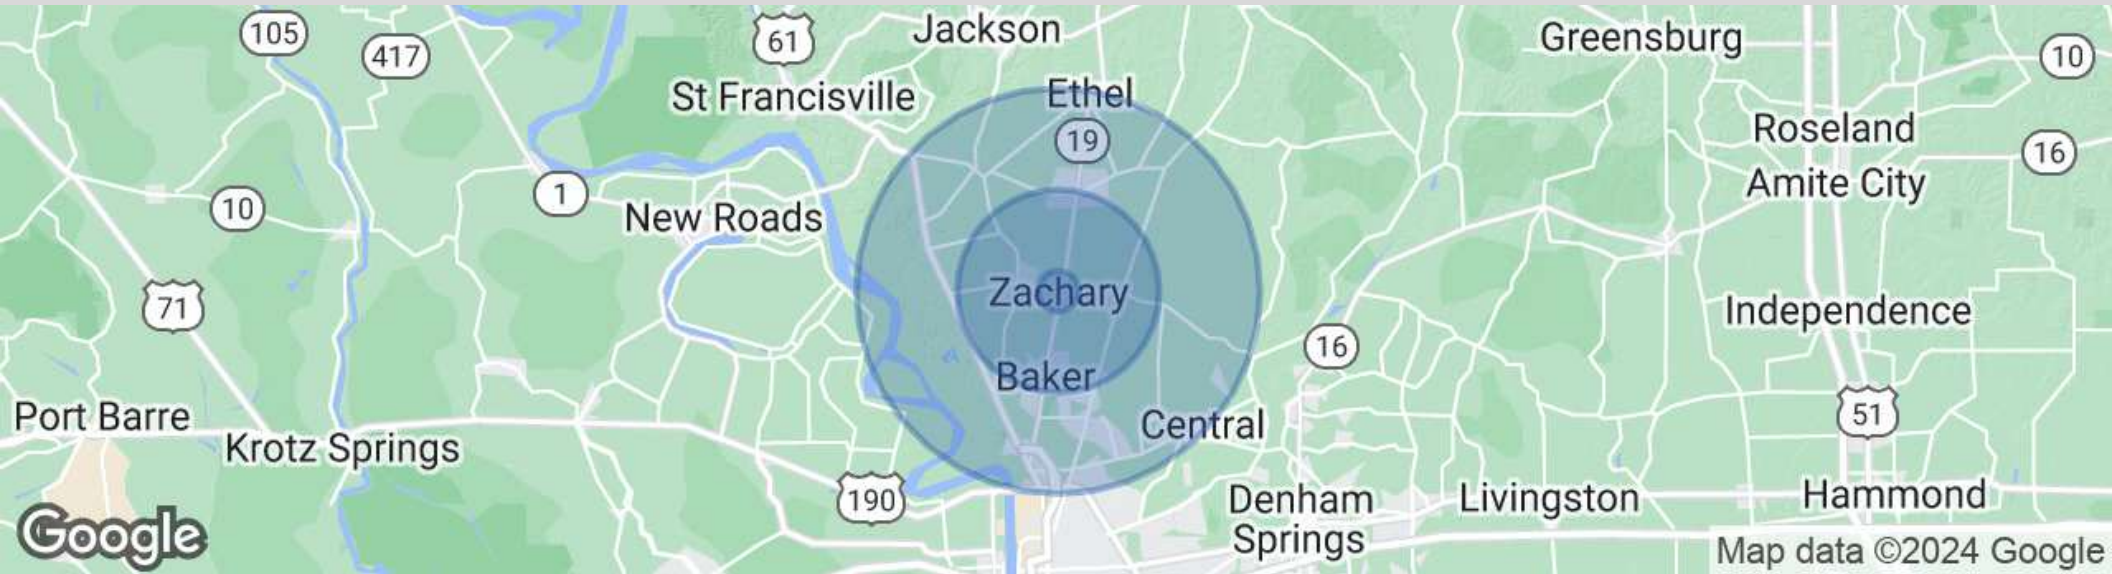 105
417
61
Jackson
Greensburg
10
St Francisville
Ethel
19
Roseland
16
1
10
New Roads
Amite City
71
Zachary
Independence
16
Baker
Port Barre
Krotz Springs
Central
51
190
Denham
Springs
Livingston
Hammond
Google
Map data ©2024 Google